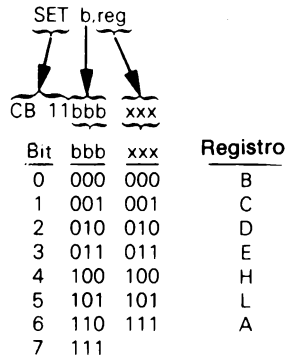 SET b,reg
CB 11bbb xxx
Bit bbb xxx Registro
0 000 000 B
1 001 001 C
2 010 010 D
3 011 011 E
4 100 100 H
5 101 101 L
6 110 111 A
7 111